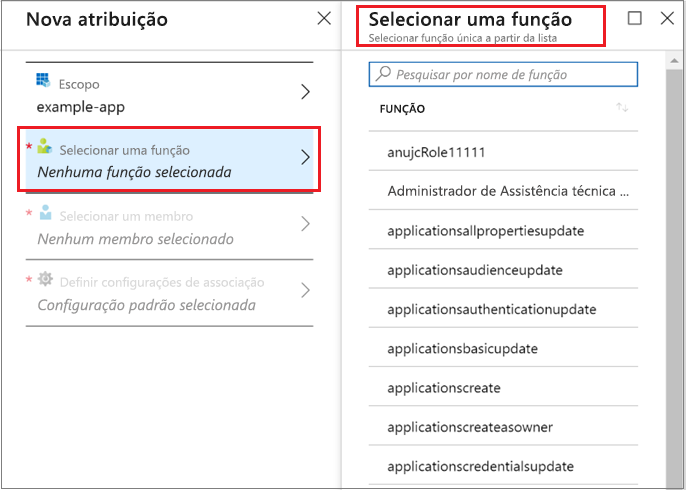 Nova atribuição
Escopo
example-app
* Selecionar uma função
Nenhuma função selecionada
* Selecionar um membro
Nenhum membro selecionado
* Definir configurações de associação
Configuração padrão selecionada
Selecionar uma função
Selecionar função única a partir da lista
Pesquisar por nome de função
FUNÇÃO
anujcRole11111
Administrador de Assistência técnica ...
applicationsallpropertiesupdate
applicationsaudienceupdate
applicationsauthenticationupdate
applicationsbasicupdate
applicationscreate
applicationscreateasowner
applicationscredentialsupdate